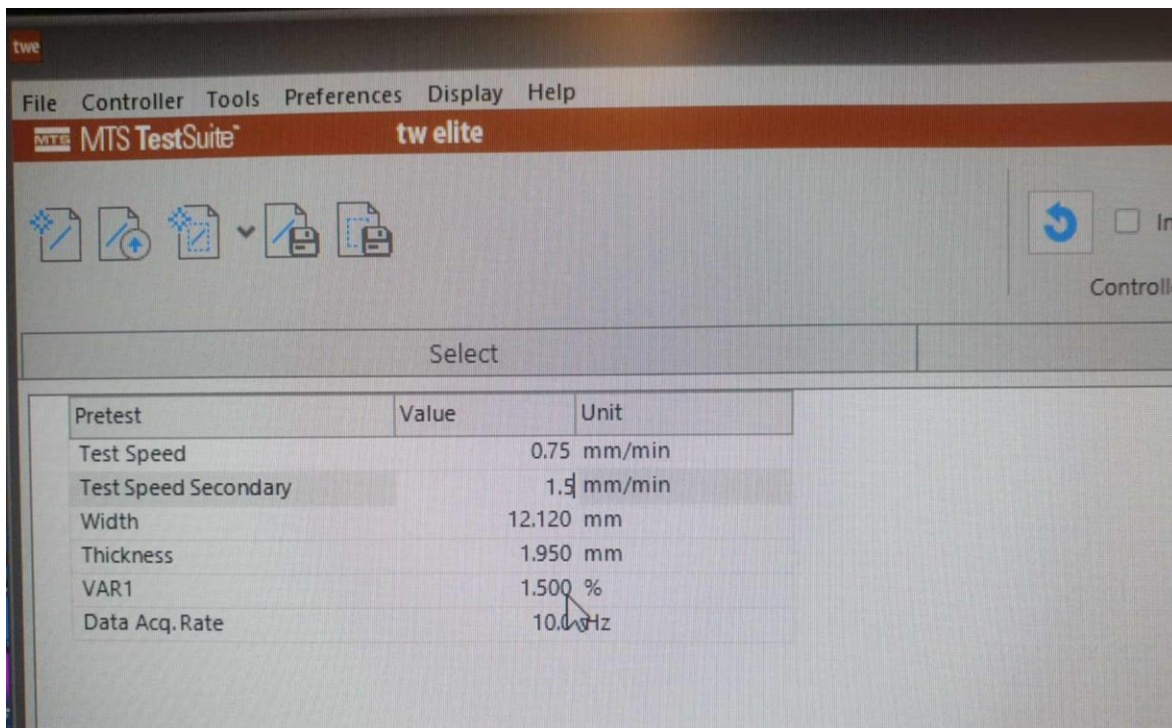 twe
File Controller Tools Preferences Display Help
MTS MTS TestSuite™ tw elite
Select
Pretest Value Unit
Test Speed 0.75 mm/min
Test Speed Secondary 1.5 mm/min
Width 12.120 mm
Thickness 1.950 mm
VAR1 1.500 %
Data Acq. Rate Hz